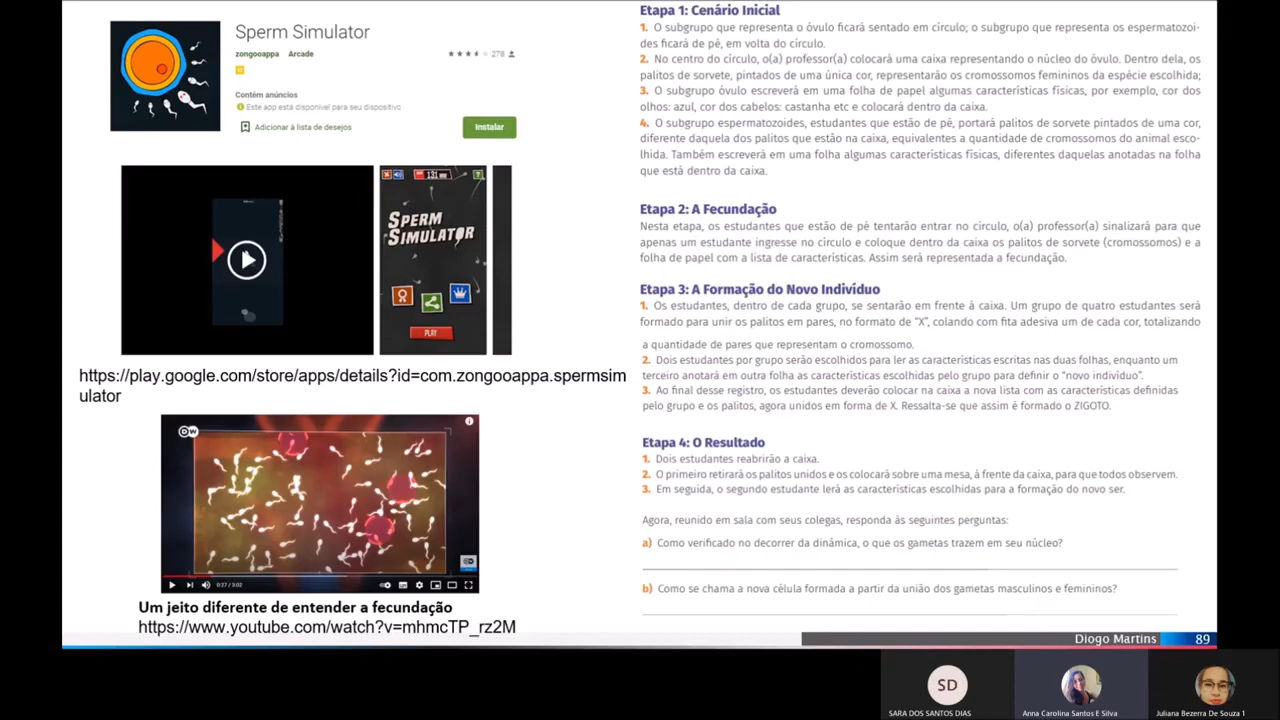 Sperm Simulator
zongooappa Arcade
278
Contém anúncios
Este app está disponível para seu dispositivo
Adicionar à lista de desejos
Instalar
131
SPERM
SIMULATOR
PLAY
https://play.google.com/store/apps/details?id=com.zongooappa.spermsim
ulator
DW
0:27 / 3:02
Um jeito diferente de entender a fecundação
https://www.youtube.com/watch?v=mhmcTP_rz2M
Etapa 1: Cenário Inicial
1. O subgrupo que representa o óvulo ficará sentado em círculo; o subgrupo que representa os espermatozoi-
des ficará de pé, em volta do círculo.
2. No centro do círculo, o(a) professor(a) colocará uma caixa representando o núcleo do óvulo. Dentro dela, os
palitos de sorvete, pintados de uma única cor, representarão os cromossomos femininos da espécie escolhida;
3. O subgrupo óvulo escreverá em uma folha de papel algumas características físicas, por exemplo, cor dos
olhos: azul, cor dos cabelos: castanha etc e colocará dentro da caixa.
4. O subgrupo espermatozoides, estudantes que estão de pé, portará palitos de sorvete pintados de uma cor,
diferente daquela dos palitos que estão na caixa, equivalentes a quantidade de cromossomos do animal esco-
lhida. Também escreverá em uma folha algumas características físicas, diferentes daquelas anotadas na folha
que está dentro da caixa.
Etapa 2: A Fecundação
Nesta etapa, os estudantes que estão de pé tentarão entrar no círculo, o(a) professor(a) sinalizará para que
apenas um estudante ingresse no círculo e coloque dentro da caixa os palitos de sorvete (cromossomos) e a
folha de papel com a lista de características. Assim será representada a fecundação.
Etapa 3: A Formação do Novo Indivíduo
1. Os estudantes, dentro de cada grupo, se sentarão em frente à caixa. Um grupo de quatro estudantes será
formado para unir os palitos em pares, no formato de “X”, colando com fita adesiva um de cada cor, totalizando
a quantidade de pares que representam o cromossomo.
2. Dois estudantes por grupo serão escolhidos para ler as características escritas nas duas folhas, enquanto um
terceiro anotará em outra folha as características escolhidas pelo grupo para definir o “novo indivíduo”.
3. Ao final desse registro, os estudantes deverão colocar na caixa a nova lista com as características definidas
pelo grupo e os palitos, agora unidos em forma de X. Ressalta-se que assim é formado o ZIGOTO.
Etapa 4: O Resultado
1. Dois estudantes reabrirão a caixa.
2. O primeiro retirará os palitos unidos e os colocará sobre uma mesa, à frente da caixa, para que todos observem.
3. Em seguida, o segundo estudante lerá as características escolhidas para a formação do novo ser.
Agora, reunido em sala com seus colegas, responda às seguintes perguntas:
a) Como verificado no decorrer da dinâmica, o que os gametas trazem em seu núcleo?
b) Como se chama a nova célula formada a partir da união dos gametas masculinos e femininos?
Diogo Martins 89
SD
SARA DOS SANTOS DIAS
Anna Carolina Santos E Silva
Juliana Bezerra De Souza 1